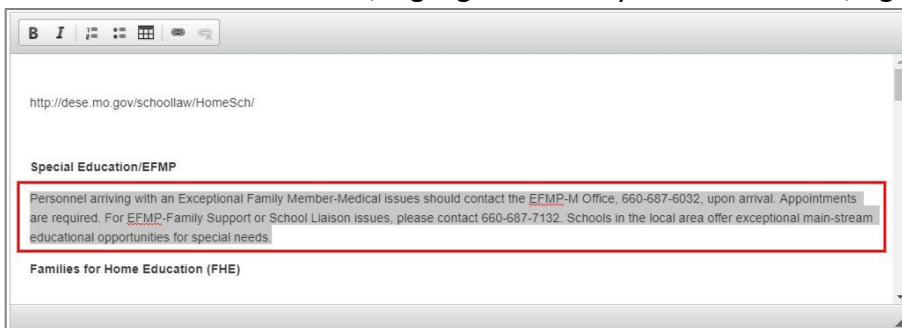 B I
http://dese.mo.gov/schoollaw/HomeSch/
Special Education/EFMP
Personnel arriving with an Exceptional Family Member-Medical issues should contact the EFMP-M Office, 660-687-6032, upon arrival. Appointments
are required. For EFMP-Family Support or School Liaison issues, please contact 660-687-7132. Schools in the local area offer exceptional main-stream
educational opportunities for special needs.
Families for Home Education (FHE)